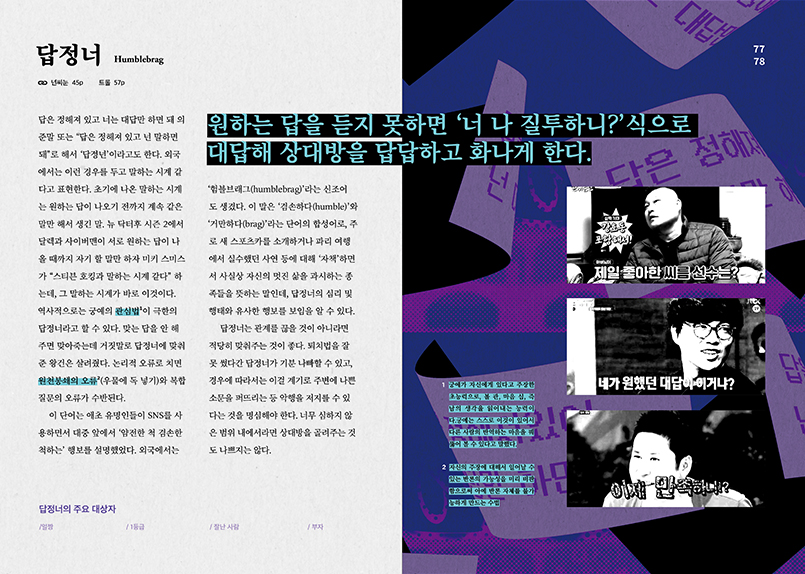 답정너 Humblebrag
넌씨눈 45p 트롤 57p
77
78
원하는 답을 듣지 못하면 ‘너 나 질투하니?’식으로
대답해 상대방을 답답하고 화나게 한다.
답은 정해져 있고 너는 대답만 하면 돼 의
준말 또는 “답은 정해져 있고 넌 말하면
돼”로 해서 ‘답정넌’이라고도 한다. 외국
에서는 이런 경우를 두고 말하는 시계 같
다고 표현한다. 초기에 나온 말하는 시계
는 원하는 답이 나오기 전까지 계속 같은
말만 해서 생긴 말. 뉴 닥터후 시즌 2에서
달렉과 사이버맨이 서로 원하는 답이 나
올 때까지 자기 할 말만 하자 미키 스미스
가 “스티븐 호킹과 말하는 시계 같다” 하
는데, 그 말하는 시계가 바로 이것이다.
역사적으로는 궁예의 관심법1이 극한의
답정너라고 할 수 있다. 맞는 답을 안 해
주면 맞아죽는데 거짓말로 답정너에 맞춰
준 왕건은 살려줬다. 논리적 오류로 치면
원천봉쇄의 오류2(우물에 독 넣기)와 복합
질문의 오류가 수반된다.
이 단어는 애초 유명인들이 SNS를 사
용하면서 대중 앞에서 ‘얌전한 척 겸손한
척하는’ 행보를 설명했었다. 외국에서는
‘험블브래그(humblebrag)’라는 신조어
도 생겼다. 이 말은 ‘겸손하다(humble)’와
‘거만하다(brag)’라는 단어의 합성어로, 주
로 새 스포츠카를 소개하거나 파리 여행
에서 실수했던 사연 등에 대해 ‘자책’하면
서 사실상 자신의 멋진 삶을 과시하는 종
족들을 뜻하는 말인데, 답정너의 심리 및
행태와 유사한 행보를 보임을 알 수 있다.
답정너는 관계를 끊을 것이 아니라면
적당히 맞춰주는 것이 좋다. 퇴치법을 잘
못 썼다간 답정너가 기분 나빠할 수 있고,
경우에 따라서는 이걸 계기로 주변에 나쁜
소문을 퍼뜨리는 등 악행을 저지를 수 있
다는 것을 명심해야 한다. 너무 심하지 않
은 범위 내에서라면 상대방을 골려주는 것
도 나쁘지는 않다.
답정너의 주요 대상자
/일짱 /1등급 /잘난 사람 /부자
1 궁예가 자신에게 있다고 주장한
초능력으로, 볼 관, 마음 심, 즉
남의 생각을 읽어내는 능력이
다. 궁예는 스스로 이것이 있어서
다른 사람의 반역하는 마음을 꿰
뚫어 볼 수 있다고 말했다.
2 자신의 주장에 대해서 일어날 수
있는 반론의 가능성을 미리 비판
함으로써 아예 반론 자체를 불가
능하게 만드는 수법
제일 좋아한 씨름 선수는?
네가 원했던 대답이 이거냐?
이제 만족하냐?